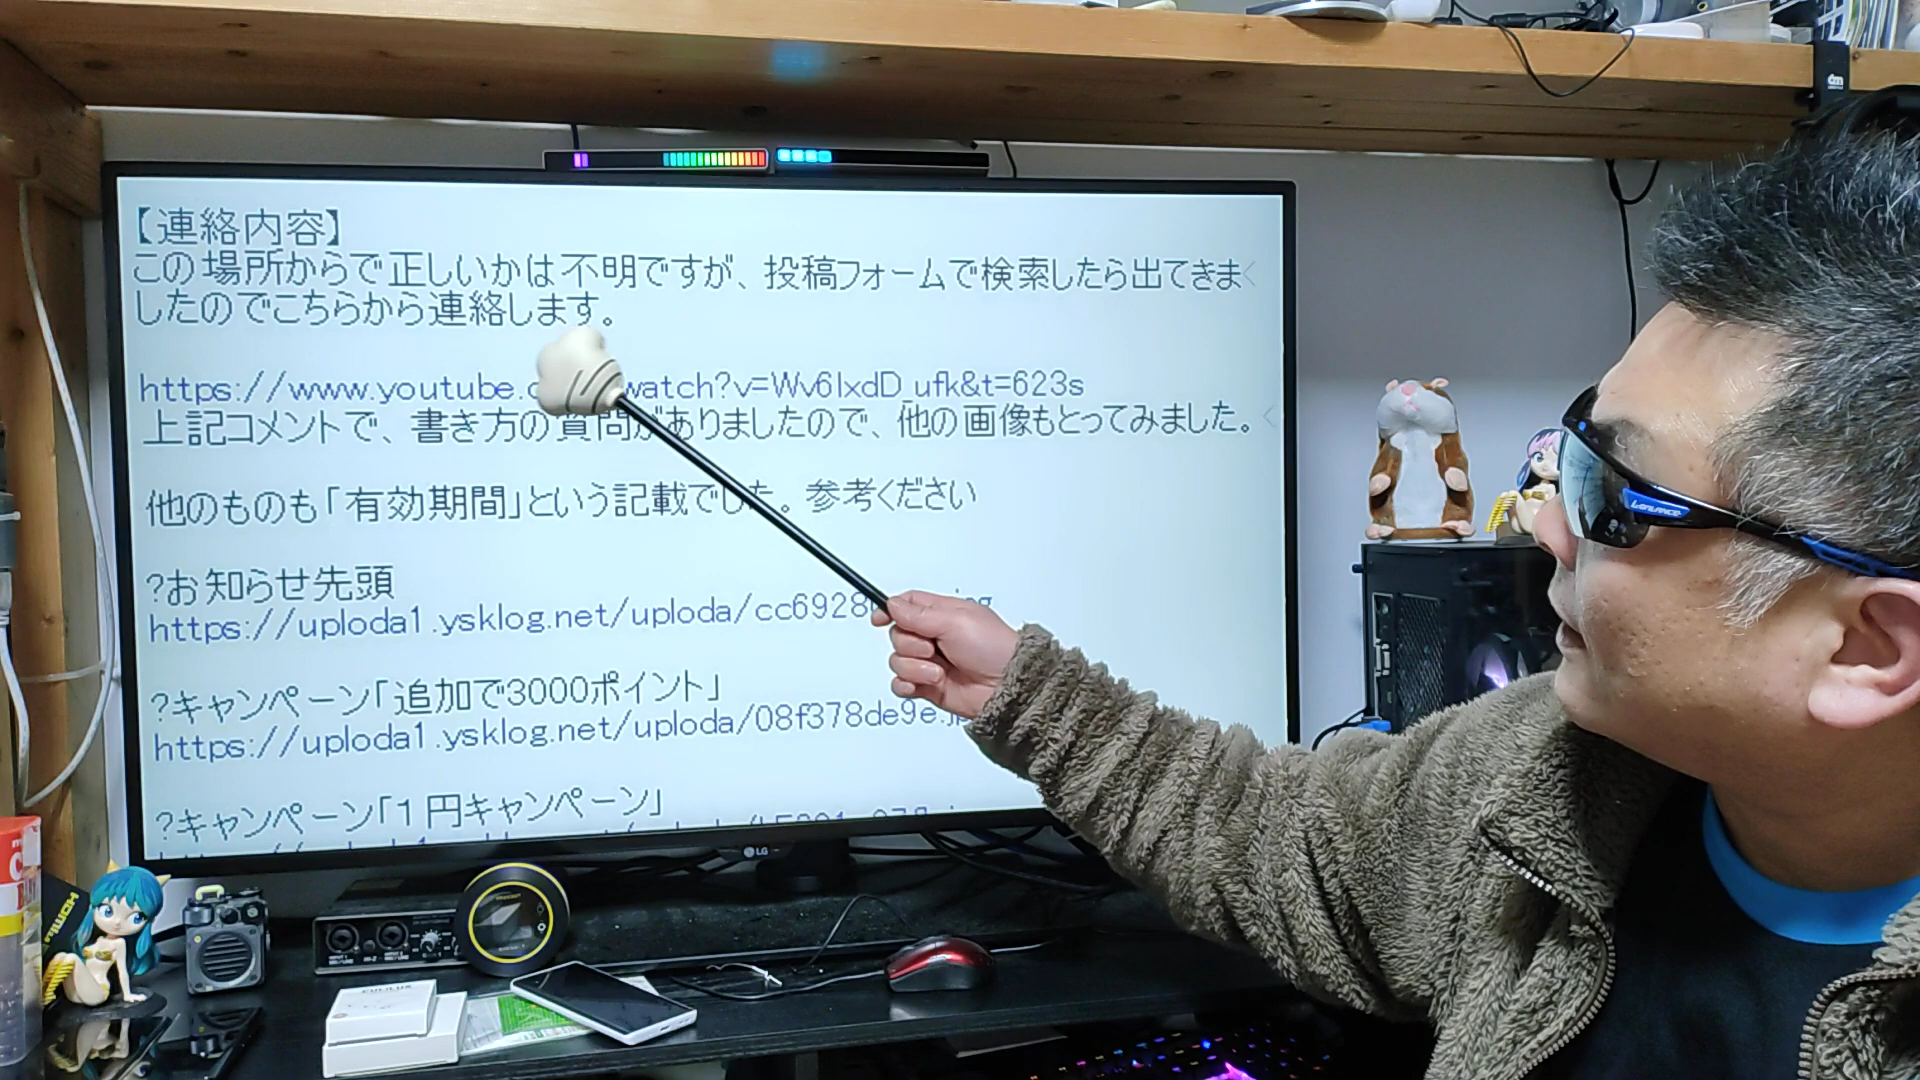 【連絡内容】
この場所からで正しいかは不明ですが、投稿フォームで検索したら出てきま
したのでこちらから連絡します。
https://www.youtube.c watch?v=Wv6IxdD_ufk&t=623s
上記コメントで、書き方の質問がありましたので、他の画像もとってみました。
他のものも「有効期間」という記載でした。参考ください
?お知らせ先頭
https://uploda1.ysklog.net/uploda/cc6928
?キャンペーン「追加で3000ポイント」
https://uploda1.ysklog.net/uploda/08f378de9e.jp
?キャンペーン「1円キャンペーン」
LG